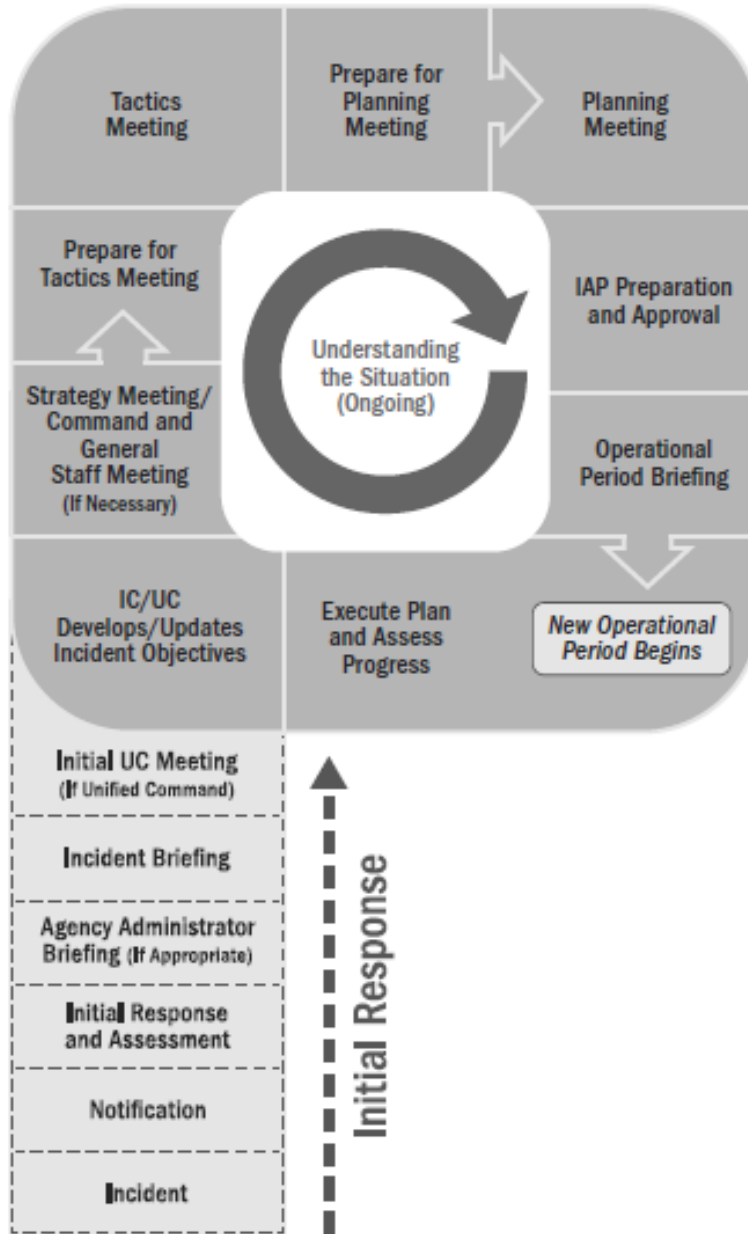 Tactics
Meeting
Prepare for
Planning
Meeting
Planning
Meeting
Prepare for
Tactics Meeting
IAP Preparation
and Approval
Understanding
the Situation
(Ongoing)
Strategy Meeting/
Command and
General
Staff Meeting
(If Necessary)
Operational
Period Briefing
IC/UC
Develops/Updates
Incident Objectives
Execute Plan
and Assess
Progress
New Operational
Period Begins
Initial UC Meeting
(If Unified Command)
Incident Briefing
Agency Administrator
Briefing (If Appropriate)
Initial Response
and Assessment
Notification
Incident
Initial Response